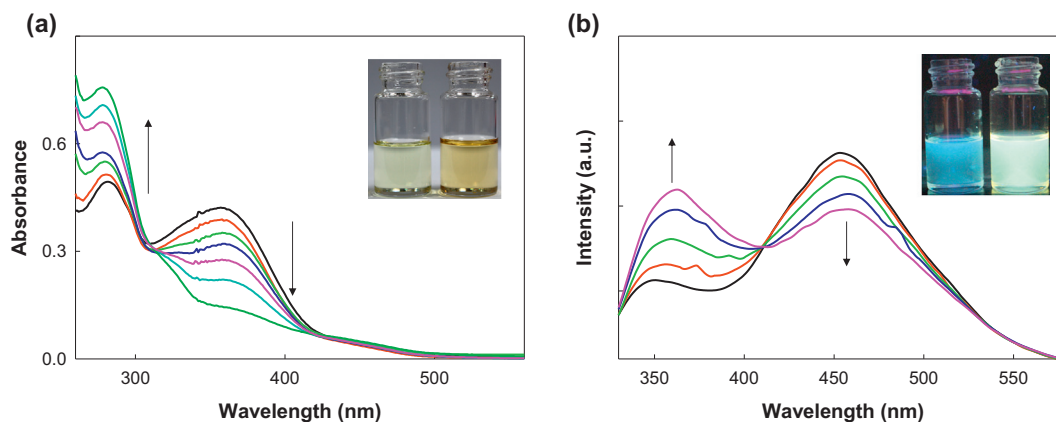 (a)
Absorbance
0.6
0.3
0.0
300
400
500
Wavelength (nm)
(b)
Intensity (a.u.)
350
400
450
500
550
Wavelength (nm)